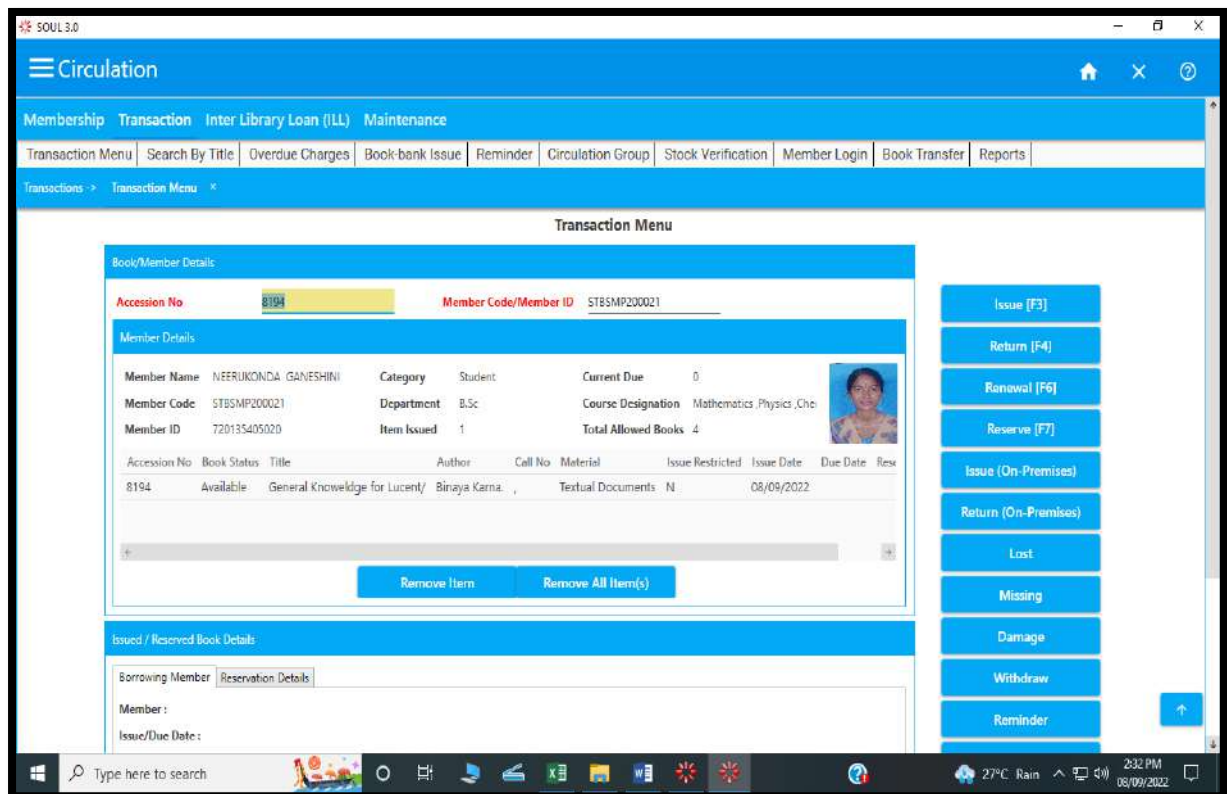 SOUL 3.0
Circulation
Membership Transaction Inter Library Loan (ILL) Maintenance
Transaction Menu Search By Title Overdue Charges Book-bank Issue Reminder Circulation Group Stock Verification Member Login Book Transfer Reports
Transactions -> Transaction Menu ×
Transaction Menu
Book/Member Details
Accession No 8194 Member Code/Member ID STBSMP200021
Member Details
Member Name NEERUKONDA GANESHINI Category Student Current Due 0
Member Code STBSMP200021 Department B.Sc Course Designation Mathematics ,Physics ,Che
Member ID 720135405020 Item Issued 1 Total Allowed Books 4
Accession No Book Status Title Author Call No Material Issue Restricted Issue Date Due Date Rese
8194 Available General Knoweldge for Lucent/ Binaya Karna. , Textual Documents N 08/09/2022
Remove Item Remove All Item(s)
Issued / Reserved Book Details
Borrowing Member Reservation Details
Member :
Issue/Due Date :
Issue [F3]
Return [F4]
Renewal [F6]
Reserve [F7]
Issue (On-Premises)
Return (On-Premises)
Lost
Missing
Damage
Withdraw
Reminder
Type here to search 27°C Rain 2:32 PM
08/09/2022